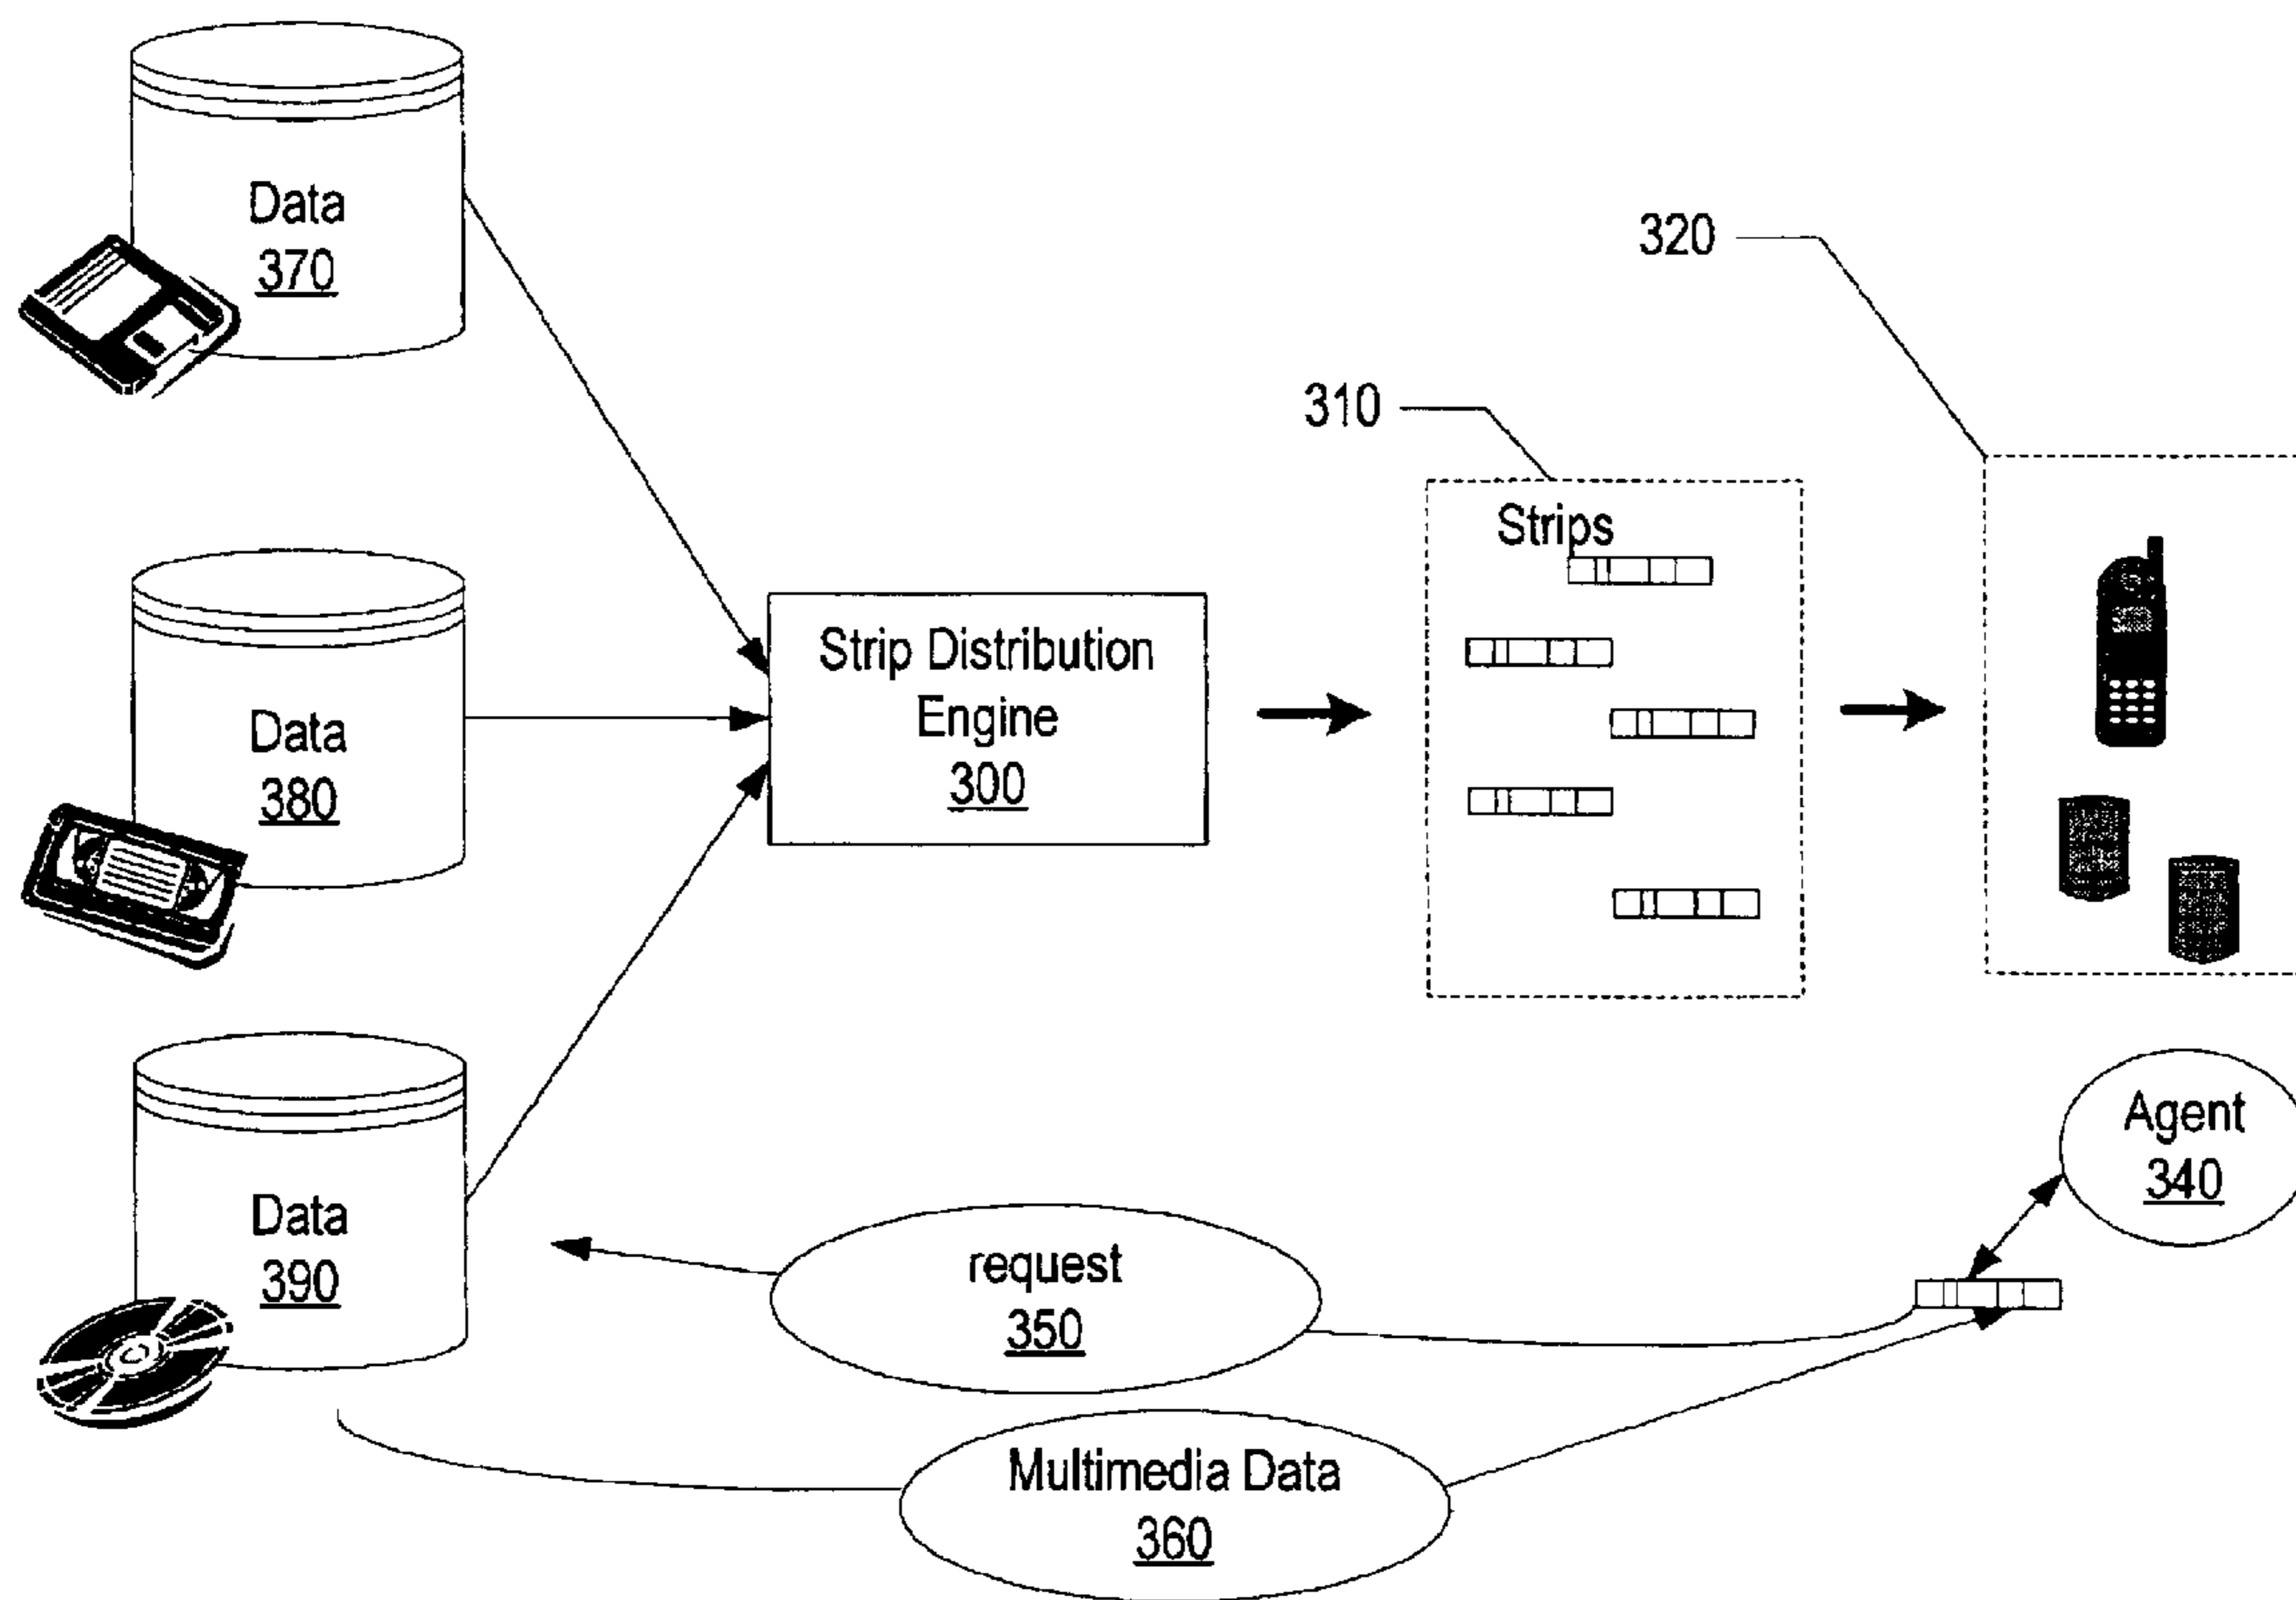 Data
370
320
310
Strips
Strip Distribution
Engine
300
Data
380
Agent
340
Data
390
request
350
Multimedia Data
360